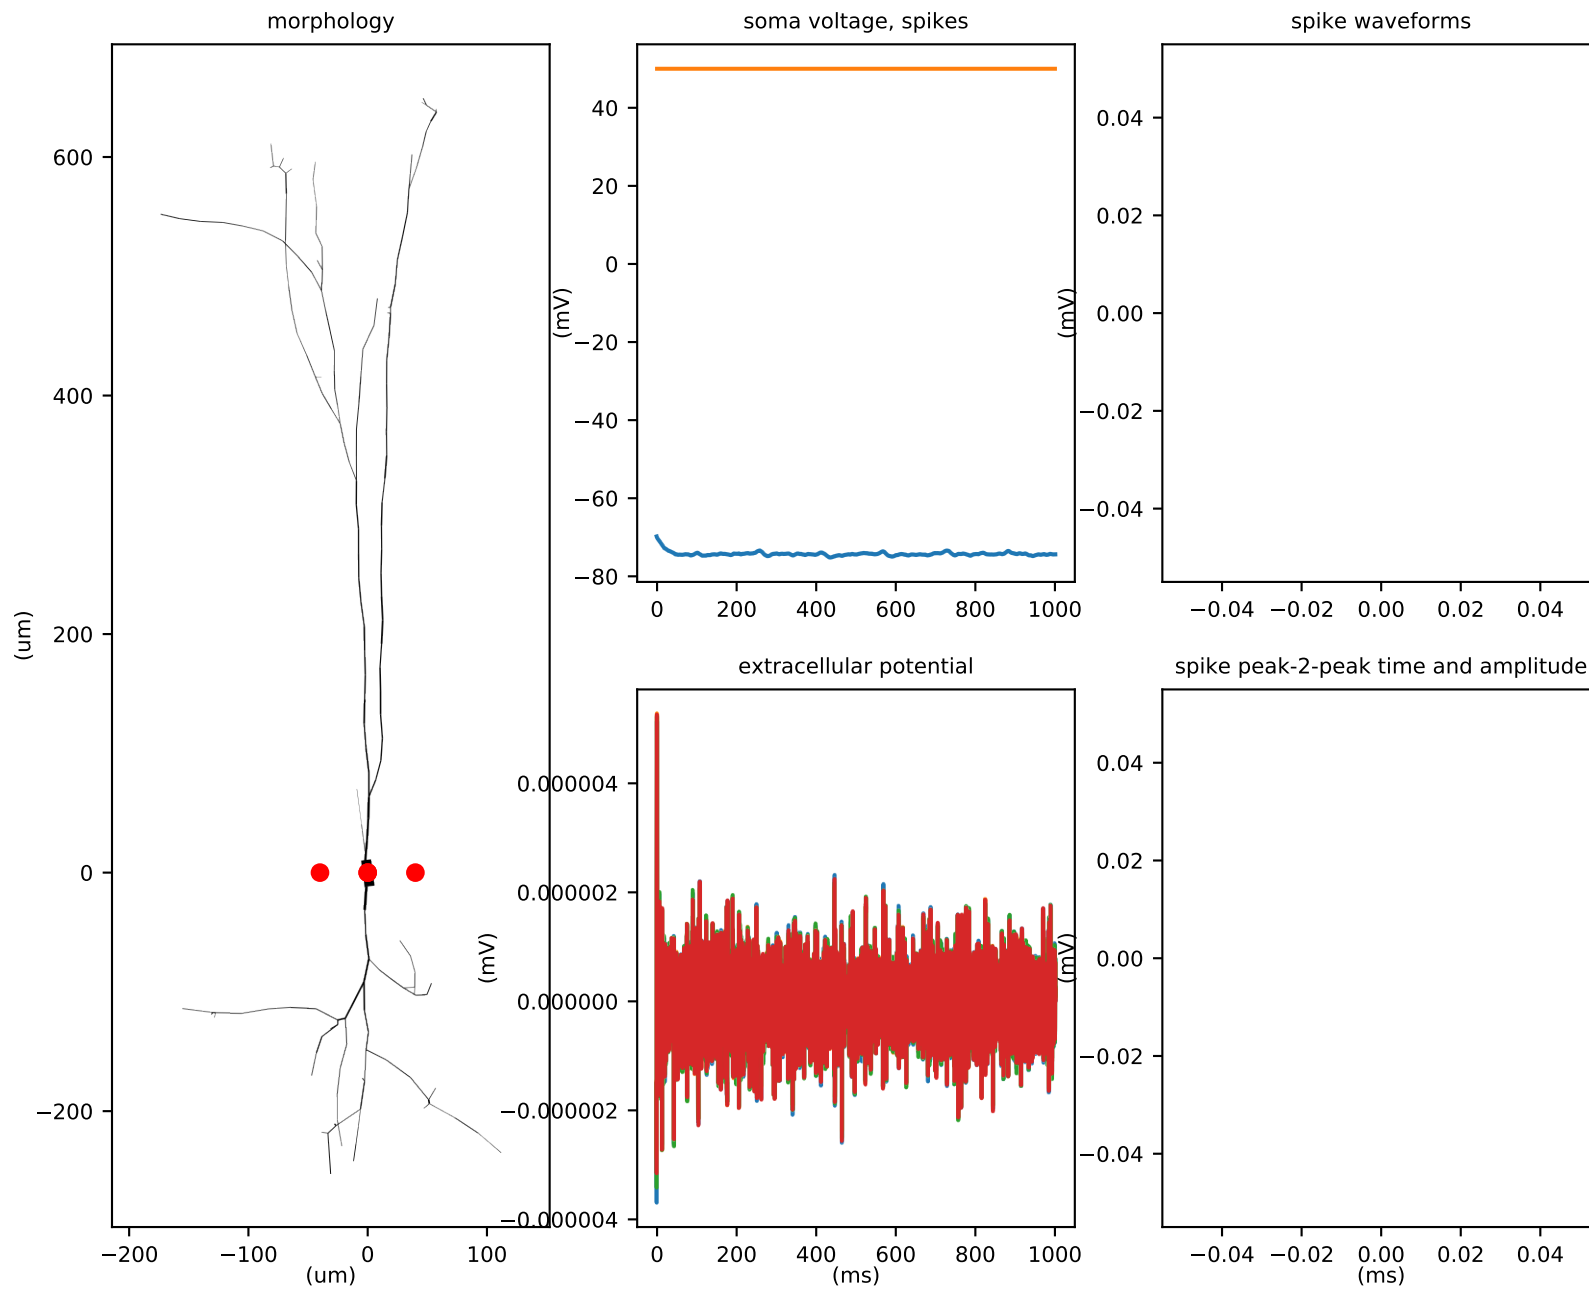 morphology
600
400
200
0
−200
(um)
−200 −100 0 100
(um)
soma voltage, spikes
40
20
0
−20
−40
−60
−80
(mV)
0 200 400 600 800 1000
spike waveforms
0.04
0.02
0.00
−0.02
−0.04
(mV)
−0.04 −0.02 0.00 0.02 0.04
extracellular potential
0.000004
0.000002
0.000000
−0.000002
−0.000004
(mV)
0 200 400 600 800 1000
(ms)
spike peak-2-peak time and amplitude
0.04
0.02
0.00
−0.02
−0.04
(mV)
−0.04 −0.02 0.00 0.02 0.04
(ms)